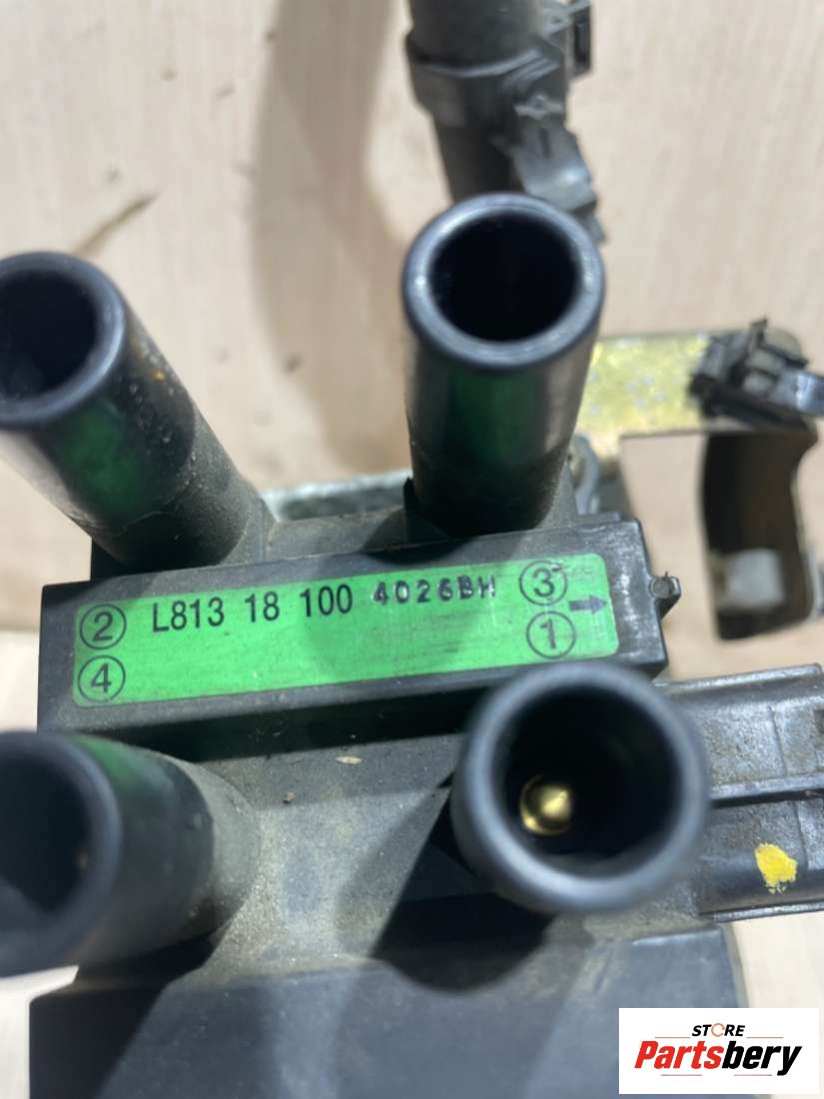 ② L813 18 100 4026BH ③
④ ①
STORE
Partsbery